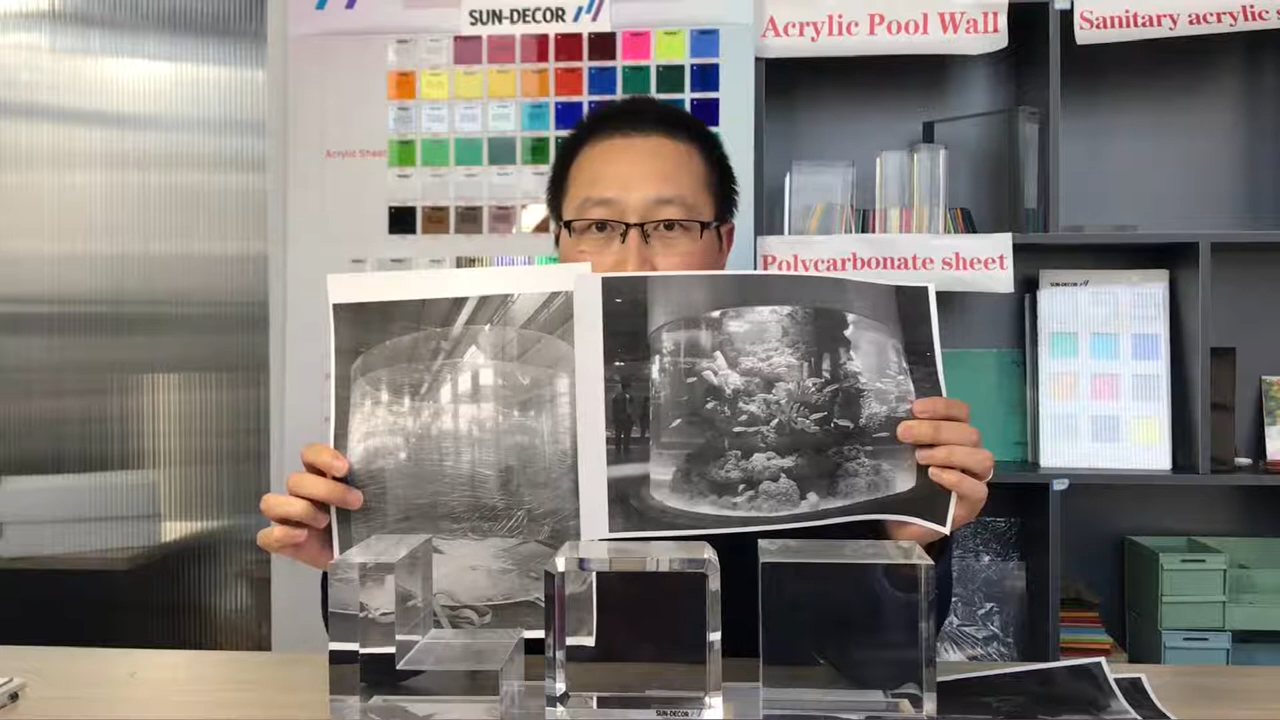 SUN-DECOR
Acrylic Pool Wall
Sanitary acrylic s
Acrylic Sheet
Polycarbonate sheet
SUN-DECOR
SUN-DECOR